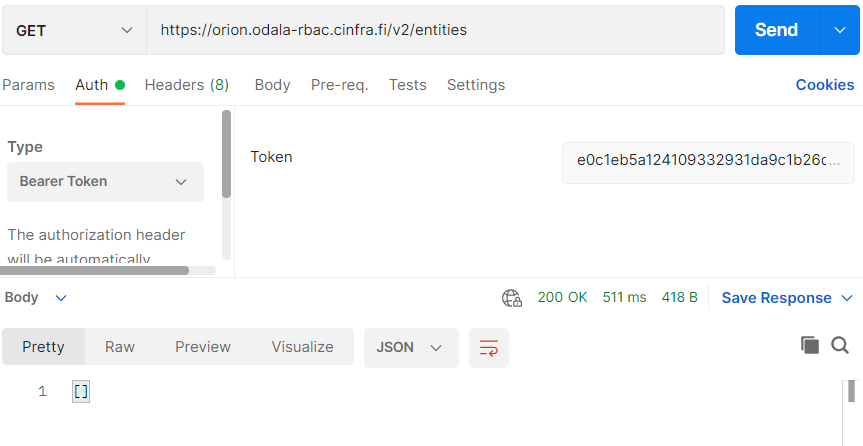 GET https://orion.odala-rbac.cinfra.fi/v2/entities Send
Params Auth Headers (8) Body Pre-req. Tests Settings Cookies
Type
Token e0c1eb5a124109332931da9c1b26c...
Bearer Token
The authorization header
will be automatically
Body 200 OK 511 ms 418 B Save Response
Pretty Raw Preview Visualize JSON
1 []